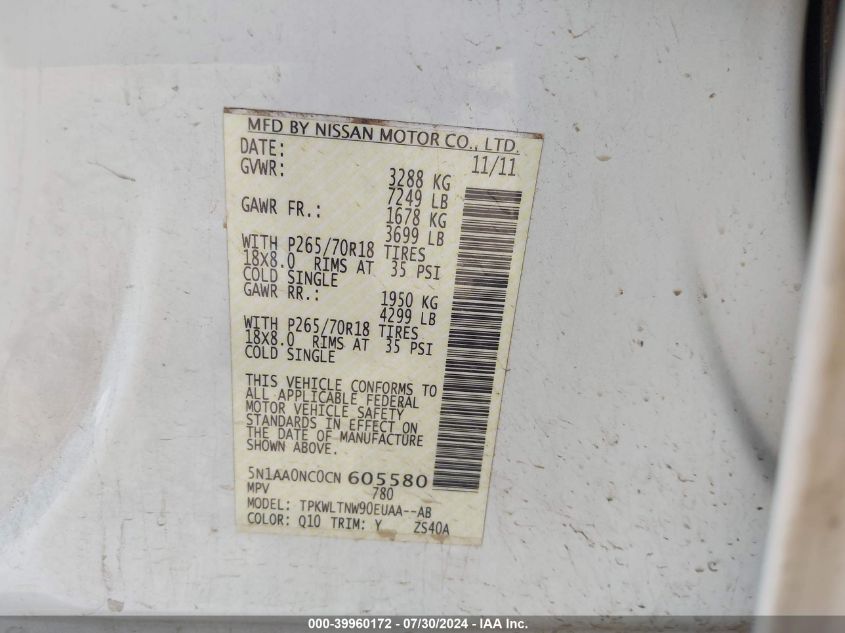 MFD BY NISSAN MOTOR CO., LTD.
DATE: 11/11
GVWR: 3288 KG
7249 LB
GAWR FR.: 1678 KG
3699 LB
WITH P265/70R18 TIRES
18X8.0 RIMS AT 35 PSI
COLD SINGLE
GAWR RR.: 1950 KG
4299 LB
WITH P265/70R18 TIRES
18X8.0 RIMS AT 35 PSI
COLD SINGLE
THIS VEHICLE CONFORMS TO
ALL APPLICABLE FEDERAL
MOTOR VEHICLE SAFETY
STANDARDS IN EFFECT ON
THE DATE OF MANUFACTURE
SHOWN ABOVE.
5N1AA0NC0CN 605580
MPV 780
MODEL: TPKWLTNW90EUAA--AB
COLOR: Q10 TRIM: Y ZS40A
000-39960172 / 07/30/2024 - IAA Inc.